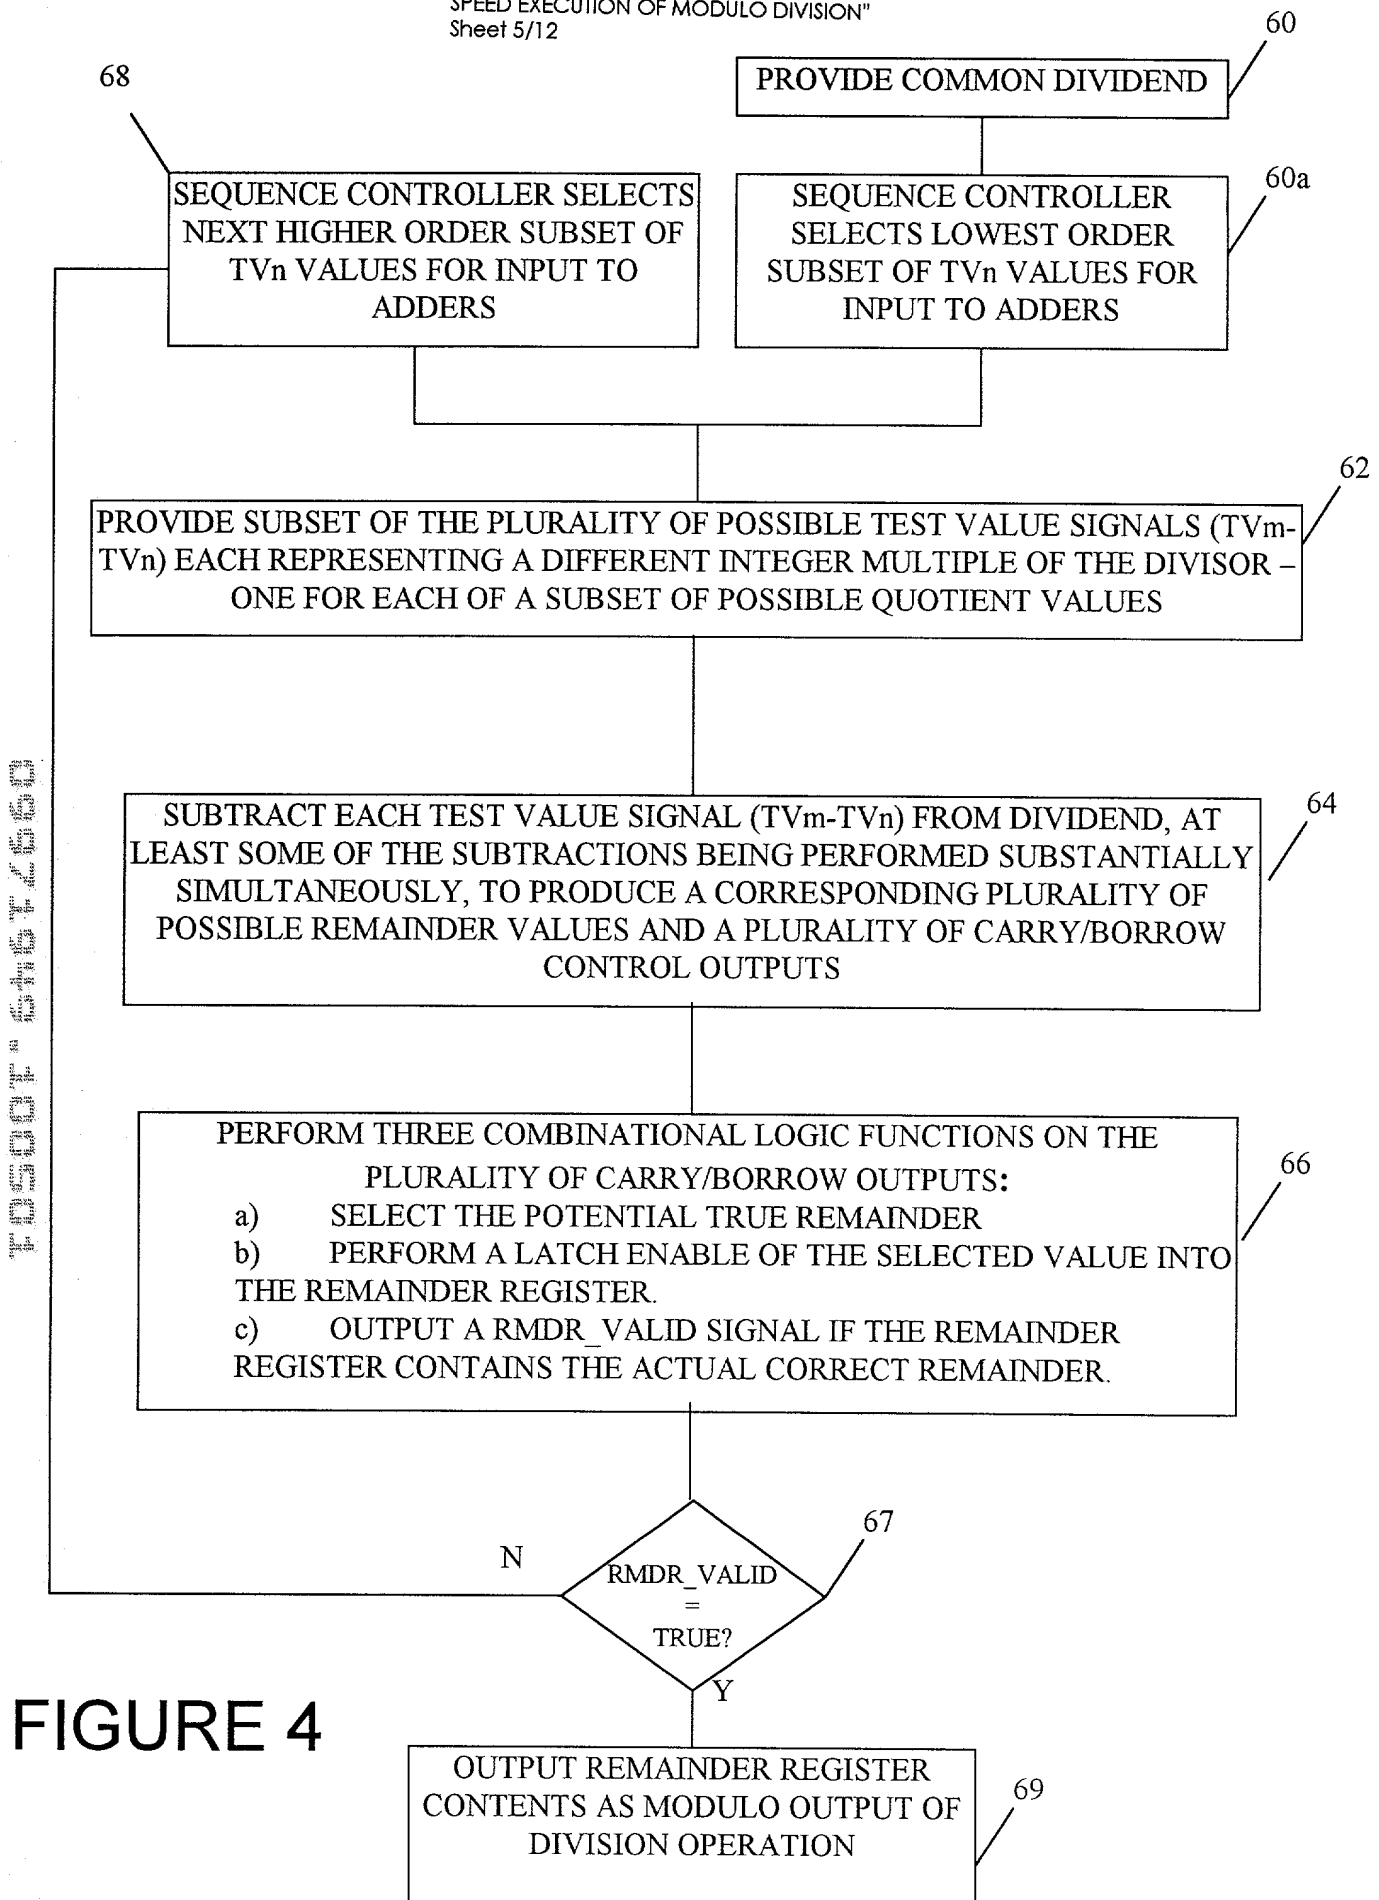 SPEED EXECUTION OF MODULO DIVISION"
Sheet 5/12
60
PROVIDE COMMON DIVIDEND
68
60a
SEQUENCE CONTROLLER SELECTS
NEXT HIGHER ORDER SUBSET OF
TVn VALUES FOR INPUT TO
ADDERS
SEQUENCE CONTROLLER
SELECTS LOWEST ORDER
SUBSET OF TVn VALUES FOR
INPUT TO ADDERS
62
PROVIDE SUBSET OF THE PLURALITY OF POSSIBLE TEST VALUE SIGNALS (TVm-
TVn) EACH REPRESENTING A DIFFERENT INTEGER MULTIPLE OF THE DIVISOR –
ONE FOR EACH OF A SUBSET OF POSSIBLE QUOTIENT VALUES
64
SUBTRACT EACH TEST VALUE SIGNAL (TVm-TVn) FROM DIVIDEND, AT
LEAST SOME OF THE SUBTRACTIONS BEING PERFORMED SUBSTANTIALLY
SIMULTANEOUSLY, TO PRODUCE A CORRESPONDING PLURALITY OF
POSSIBLE REMAINDER VALUES AND A PLURALITY OF CARRY/BORROW
CONTROL OUTPUTS
66
PERFORM THREE COMBINATIONAL LOGIC FUNCTIONS ON THE
PLURALITY OF CARRY/BORROW OUTPUTS:
a) SELECT THE POTENTIAL TRUE REMAINDER
b) PERFORM A LATCH ENABLE OF THE SELECTED VALUE INTO
THE REMAINDER REGISTER.
c) OUTPUT A RMDR_VALID SIGNAL IF THE REMAINDER
REGISTER CONTAINS THE ACTUAL CORRECT REMAINDER.
67
N
RMDR_VALID
=
TRUE?
Y
FIGURE 4
69
OUTPUT REMAINDER REGISTER
CONTENTS AS MODULO OUTPUT OF
DIVISION OPERATION